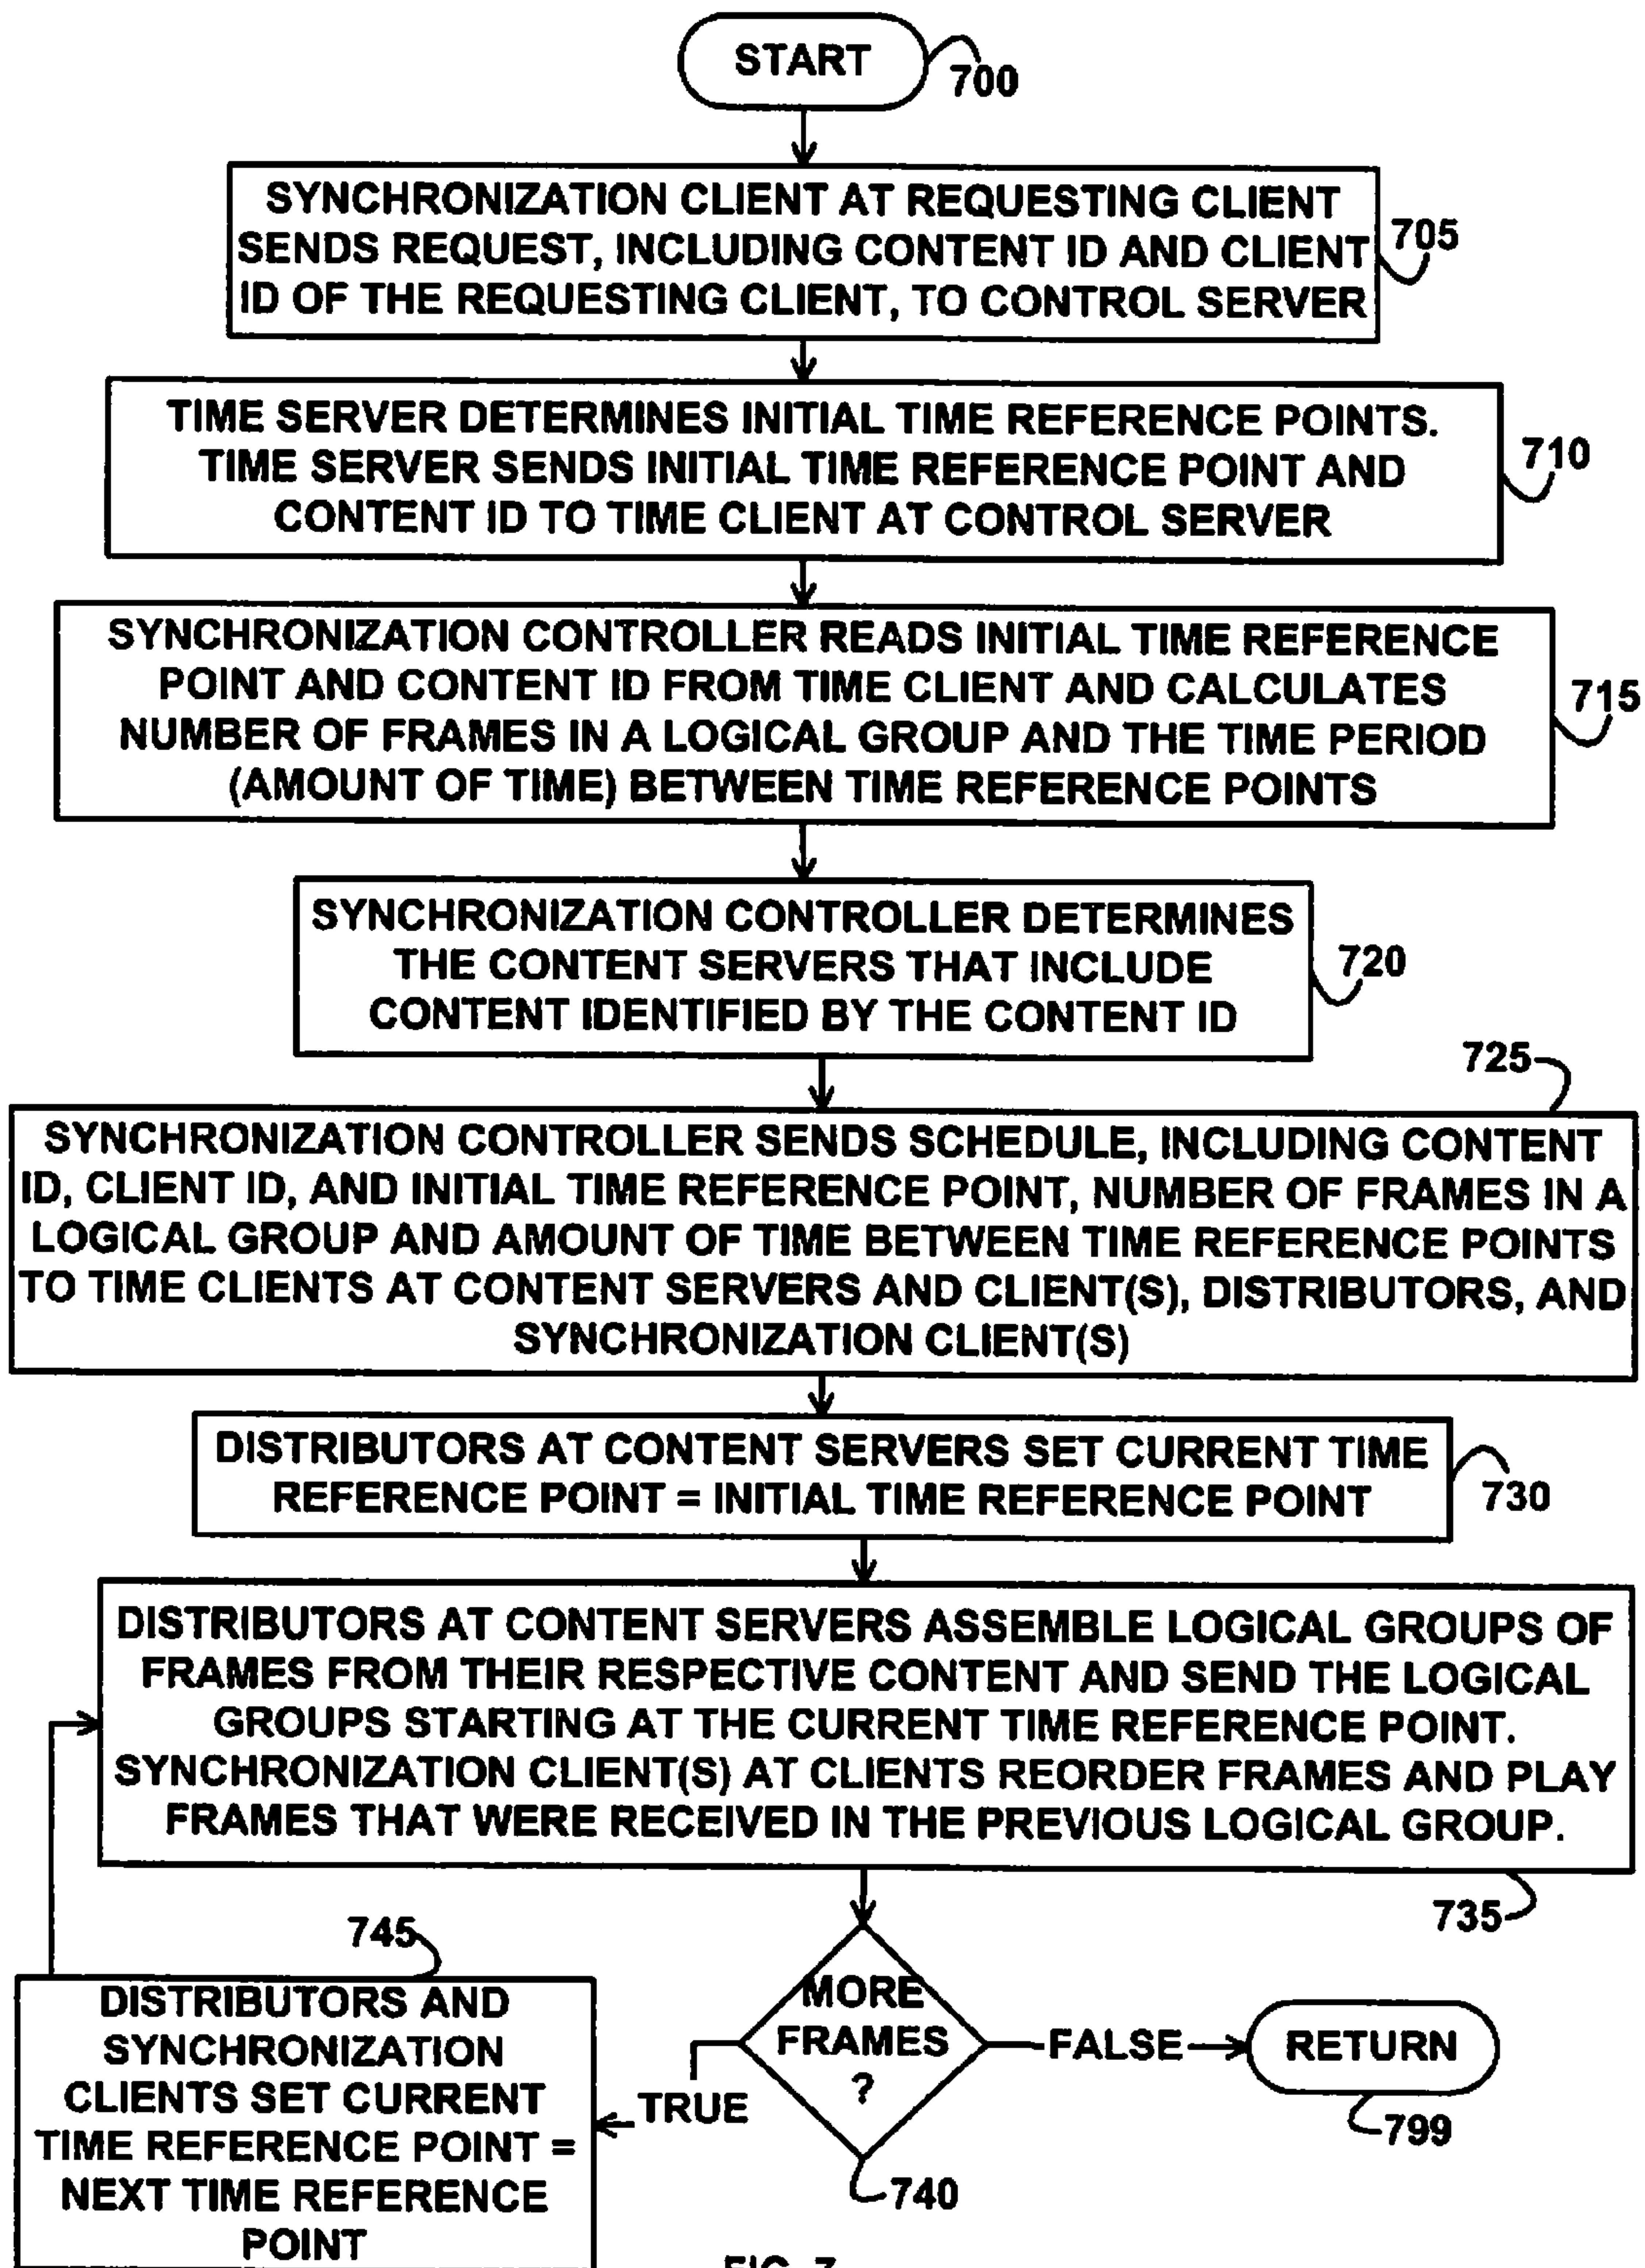 START
700
SYNCHRONIZATION CLIENT AT REQUESTING CLIENT
SENDS REQUEST, INCLUDING CONTENT ID AND CLIENT
ID OF THE REQUESTING CLIENT, TO CONTROL SERVER
705
TIME SERVER DETERMINES INITIAL TIME REFERENCE POINTS.
TIME SERVER SENDS INITIAL TIME REFERENCE POINT AND
CONTENT ID TO TIME CLIENT AT CONTROL SERVER
710
SYNCHRONIZATION CONTROLLER READS INITIAL TIME REFERENCE
POINT AND CONTENT ID FROM TIME CLIENT AND CALCULATES
NUMBER OF FRAMES IN A LOGICAL GROUP AND THE TIME PERIOD
(AMOUNT OF TIME) BETWEEN TIME REFERENCE POINTS
715
SYNCHRONIZATION CONTROLLER DETERMINES
THE CONTENT SERVERS THAT INCLUDE
CONTENT IDENTIFIED BY THE CONTENT ID
720
725
SYNCHRONIZATION CONTROLLER SENDS SCHEDULE, INCLUDING CONTENT
ID, CLIENT ID, AND INITIAL TIME REFERENCE POINT, NUMBER OF FRAMES IN A
LOGICAL GROUP AND AMOUNT OF TIME BETWEEN TIME REFERENCE POINTS
TO TIME CLIENTS AT CONTENT SERVERS AND CLIENT(S), DISTRIBUTORS, AND
SYNCHRONIZATION CLIENT(S)
DISTRIBUTORS AT CONTENT SERVERS SET CURRENT TIME
REFERENCE POINT = INITIAL TIME REFERENCE POINT
730
DISTRIBUTORS AT CONTENT SERVERS ASSEMBLE LOGICAL GROUPS OF
FRAMES FROM THEIR RESPECTIVE CONTENT AND SEND THE LOGICAL
GROUPS STARTING AT THE CURRENT TIME REFERENCE POINT.
SYNCHRONIZATION CLIENT(S) AT CLIENTS REORDER FRAMES AND PLAY
FRAMES THAT WERE RECEIVED IN THE PREVIOUS LOGICAL GROUP.
735
MORE
FRAMES
?
740
TRUE
FALSE
RETURN
799
745
DISTRIBUTORS AND
SYNCHRONIZATION
CLIENTS SET CURRENT
TIME REFERENCE POINT =
NEXT TIME REFERENCE
POINT